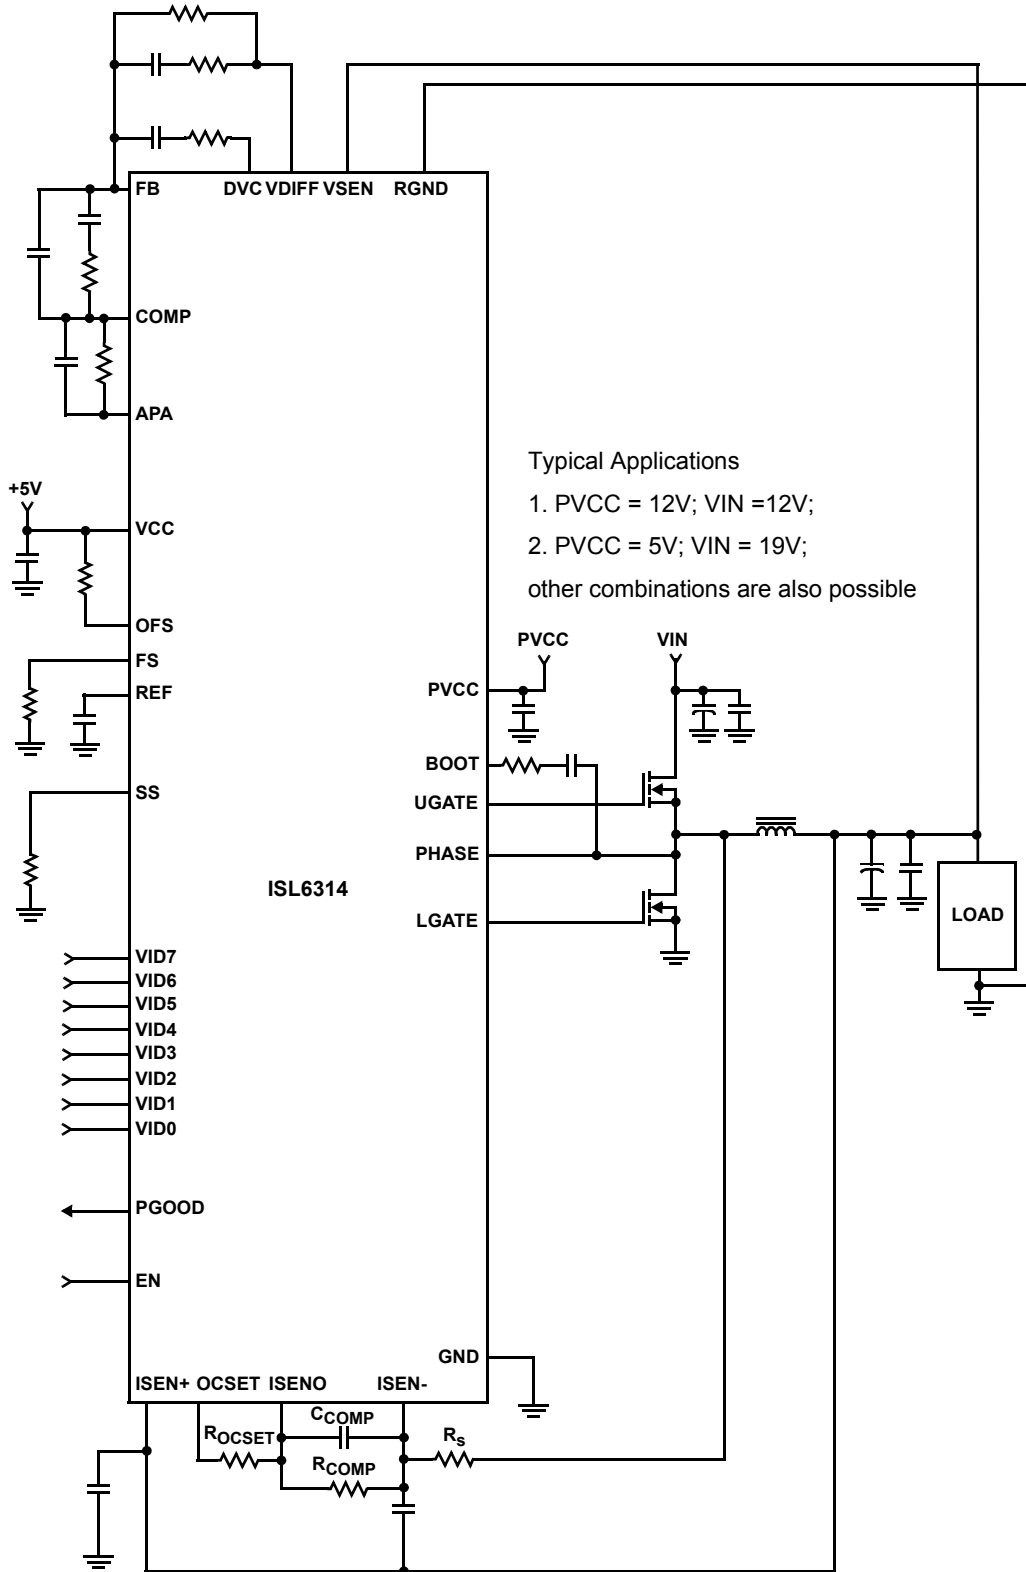 FB
DVC VDIFF VSEN RGND
COMP
APA
Typical Applications
1. PVCC = 12V; VIN =12V;
2. PVCC = 5V; VIN = 19V;
other combinations are also possible
+5V
VCC
OFS
FS
REF
SS
PVCC
VIN
PVCC
BOOT
UGATE
PHASE
LGATE
ISL6314
LOAD
VID7
VID6
VID5
VID4
VID3
VID2
VID1
VID0
PGOOD
EN
GND
ISEN+ OCSET ISENO ISEN-
CCOMP
ROCSET
RCOMP
Rs